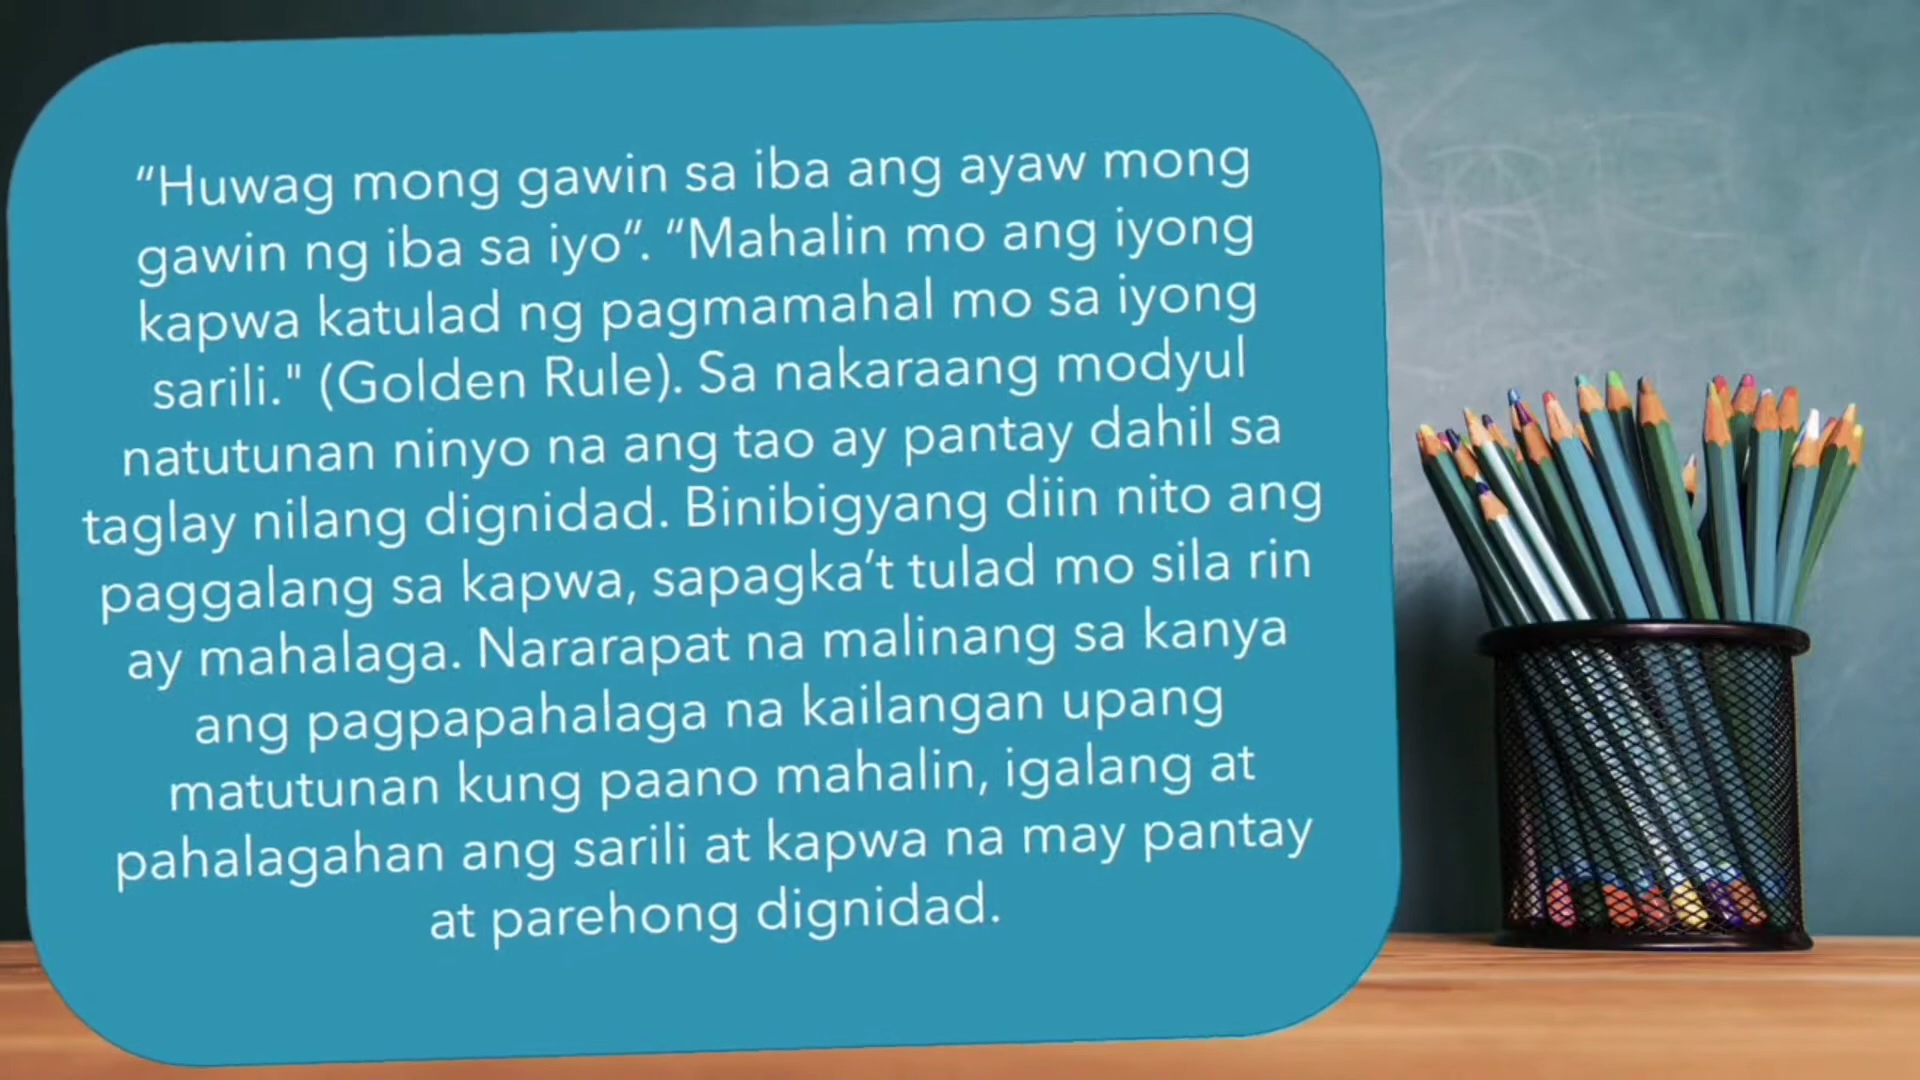 “Huwag mong gawin sa iba ang ayaw mong
gawin ng iba sa iyo”. “Mahalin mo ang iyong
kapwa katulad ng pagmamahal mo sa iyong
sarili." (Golden Rule). Sa nakaraang modyul
natutunan ninyo na ang tao ay pantay dahil sa
taglay nilang dignidad. Binibigyang diin nito ang
paggalang sa kapwa, sapagka’t tulad mo sila rin
ay mahalaga. Nararapat na malinang sa kanya
ang pagpapahalaga na kailangan upang
matutunan kung paano mahalin, igalang at
pahalagahan ang sarili at kapwa na may pantay
at parehong dignidad.